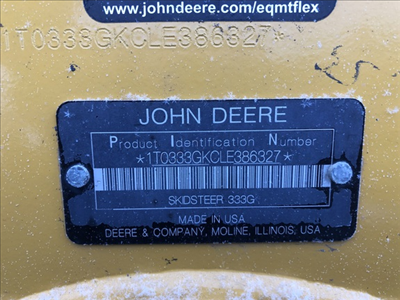 www.johndeere.com/eqmtflex
1T0333GKCLE386327*
JOHN DEERE
Product Identification Number
*1T0333GKCLE386327*
SKIDSTEER 333G
MADE IN USA
DEERE & COMPANY, MOLINE, ILLINOIS, USA